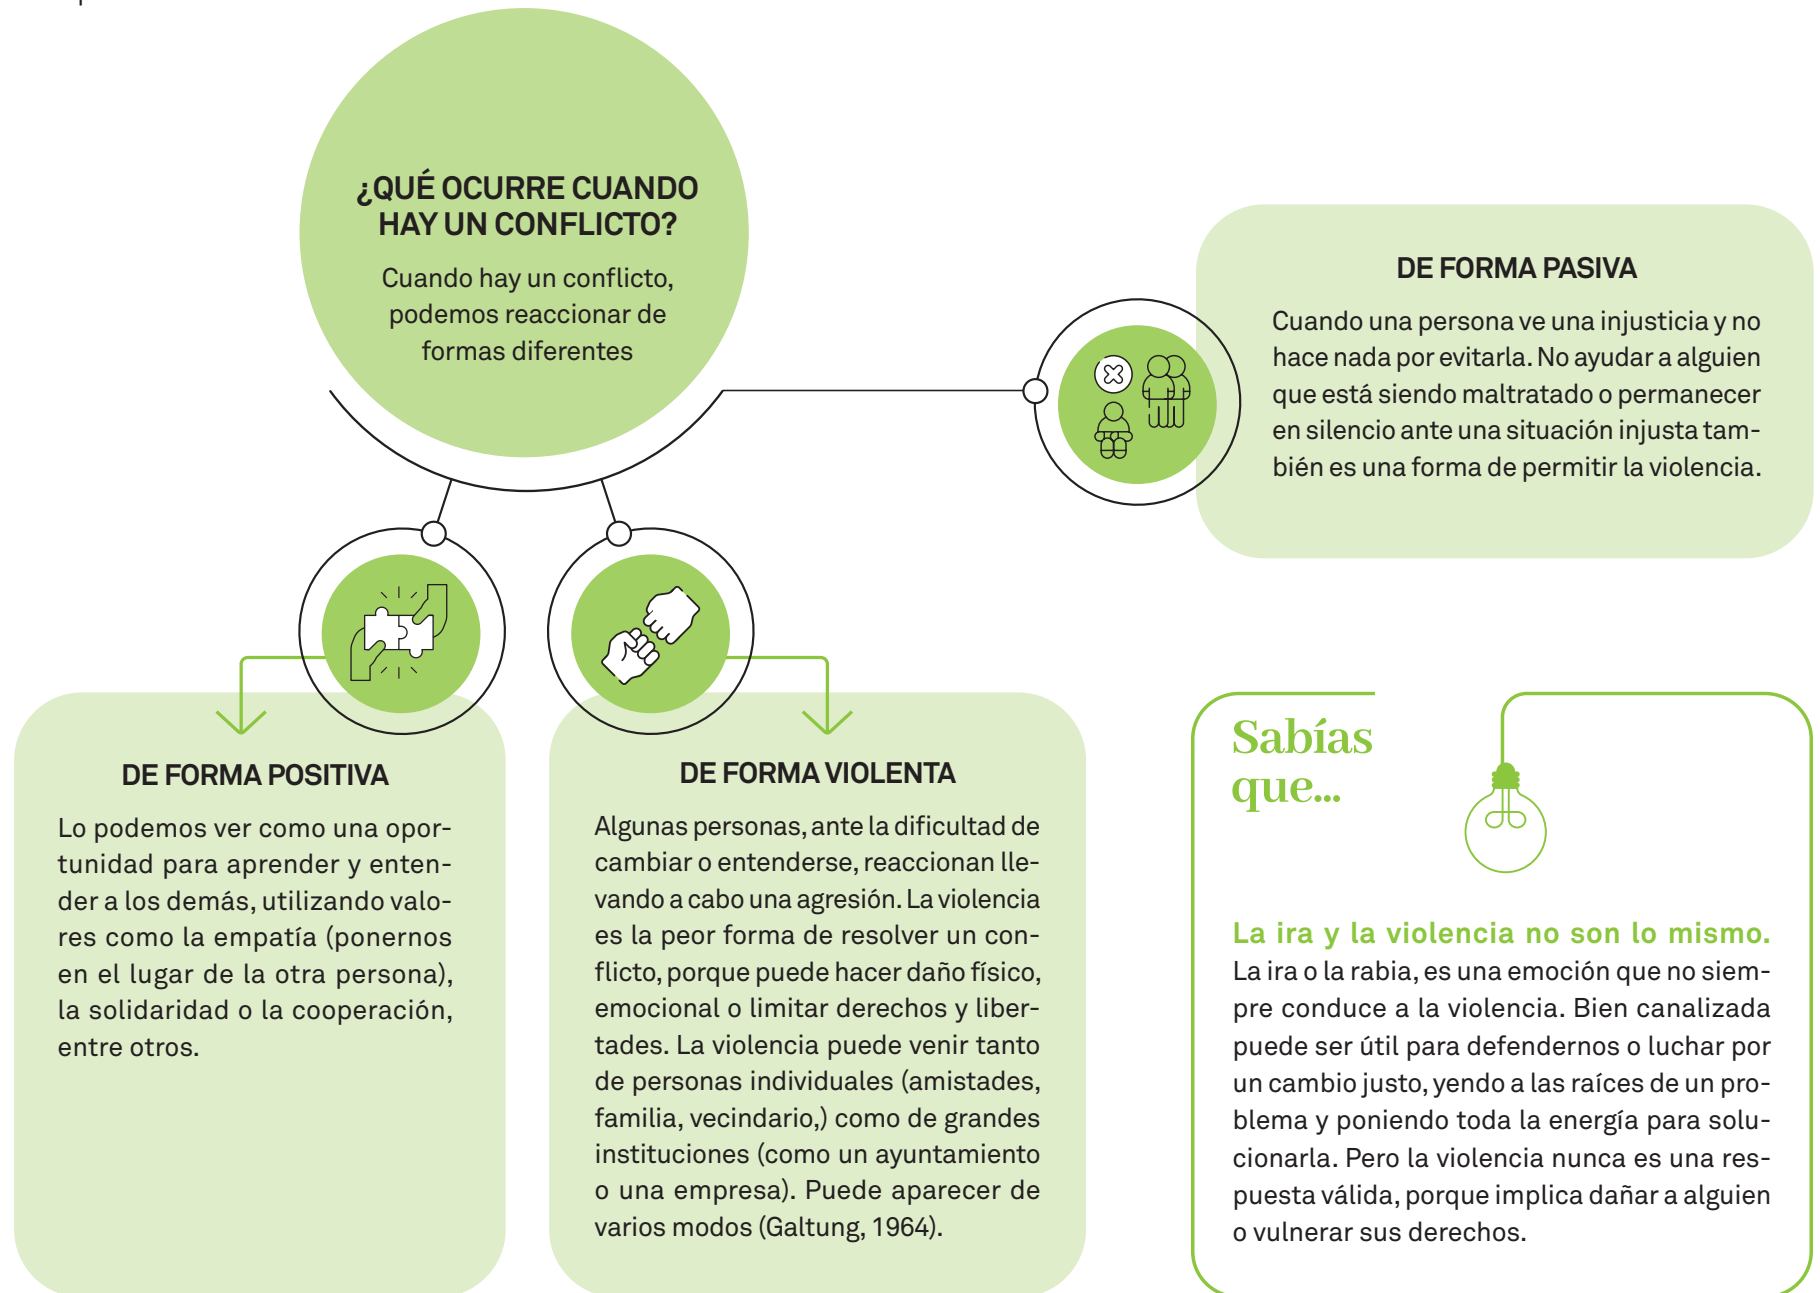 ¿QUÉ OCURRE CUANDO
HAY UN CONFLICTO?
Cuando hay un conflicto,
podemos reaccionar de
formas diferentes
DE FORMA PASIVA
Cuando una persona ve una injusticia y no
hace nada por evitarla. No ayudar a alguien
que está siendo maltratado o permanecer
en silencio ante una situación injusta tam-
bién es una forma de permitir la violencia.
DE FORMA POSITIVA
Lo podemos ver como una opor-
tunidad para aprender y enten-
der a los demás, utilizando valo-
res como la empatía (ponernos
en el lugar de la otra persona),
la solidaridad o la cooperación,
entre otros.
DE FORMA VIOLENTA
Algunas personas, ante la dificultad de
cambiar o entenderse, reaccionan lle-
vando a cabo una agresión. La violencia
es la peor forma de resolver un con-
flicto, porque puede hacer daño físico,
emocional o limitar derechos y liber-
tades. La violencia puede venir tanto
de personas individuales (amistades,
familia, vecindario,) como de grandes
instituciones (como un ayuntamiento
o una empresa). Puede aparecer de
varios modos (Galtung, 1964).
Sabías
que...
La ira y la violencia no son lo mismo.
La ira o la rabia, es una emoción que no siem-
pre conduce a la violencia. Bien canalizada
puede ser útil para defendernos o luchar por
un cambio justo, yendo a las raíces de un pro-
blema y poniendo toda la energía para solu-
cionarla. Pero la violencia nunca es una res-
puesta válida, porque implica dañar a alguien
o vulnerar sus derechos.